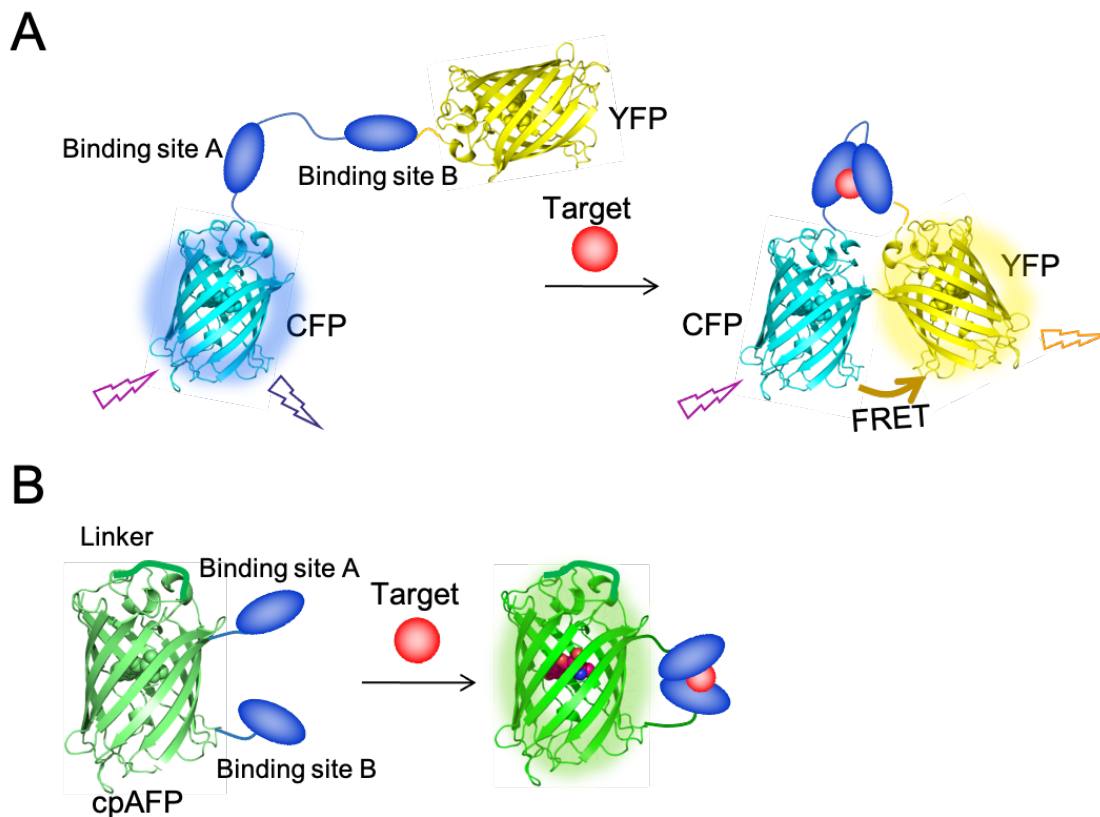 A
Binding site A
Binding site B
YFP
CFP
Target
YFP
CFP
FRET
B
Linker
Binding site A
Binding site B
cpAFP
Target